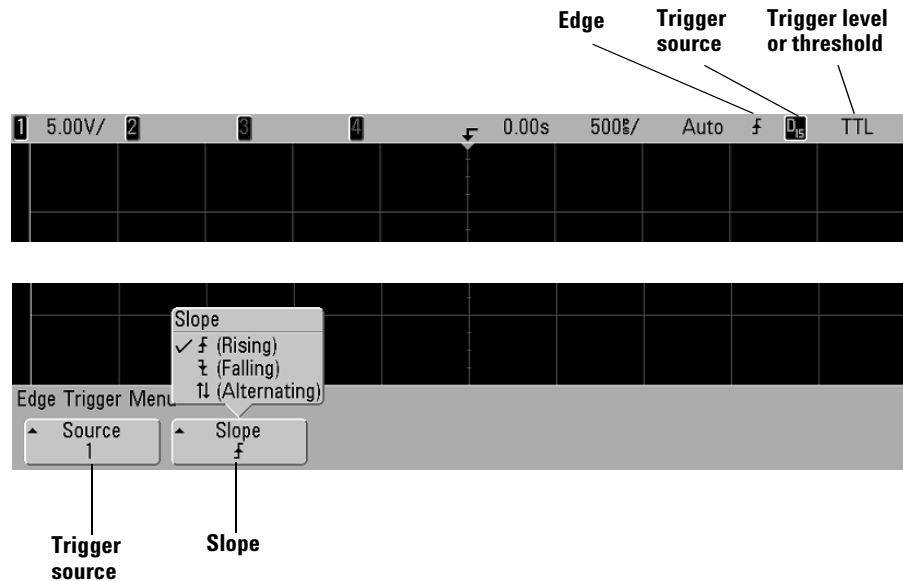 Edge
Trigger source
Trigger level or threshold
1 5.00V/ 2 3 4 0.00s 500㎱/ Auto D15 TTL
Slope
✓ (Rising)
(Falling)
↑↓ (Alternating)
Edge Trigger Menu
Source
1
Slope
Trigger source
Slope